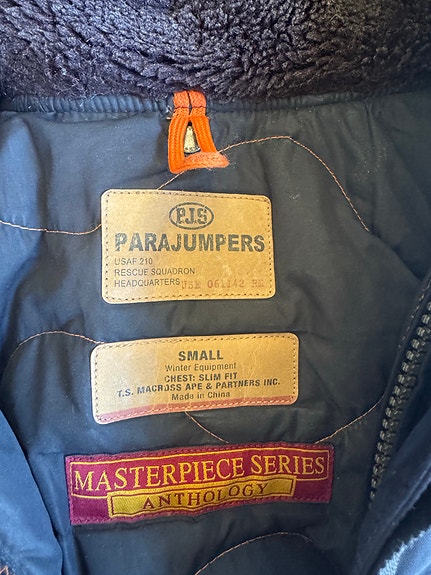 P.J.S
PARAJUMPERS
USAF 210
RESCUE SQUADRON
HEADQUARTERS
SMALL
Winter Equipment
CHEST: SLIM FIT
T.S. MACROSS APE & PARTNERS INC.
Made in China
MASTERPIECE SERIES
ANTHOLOGY